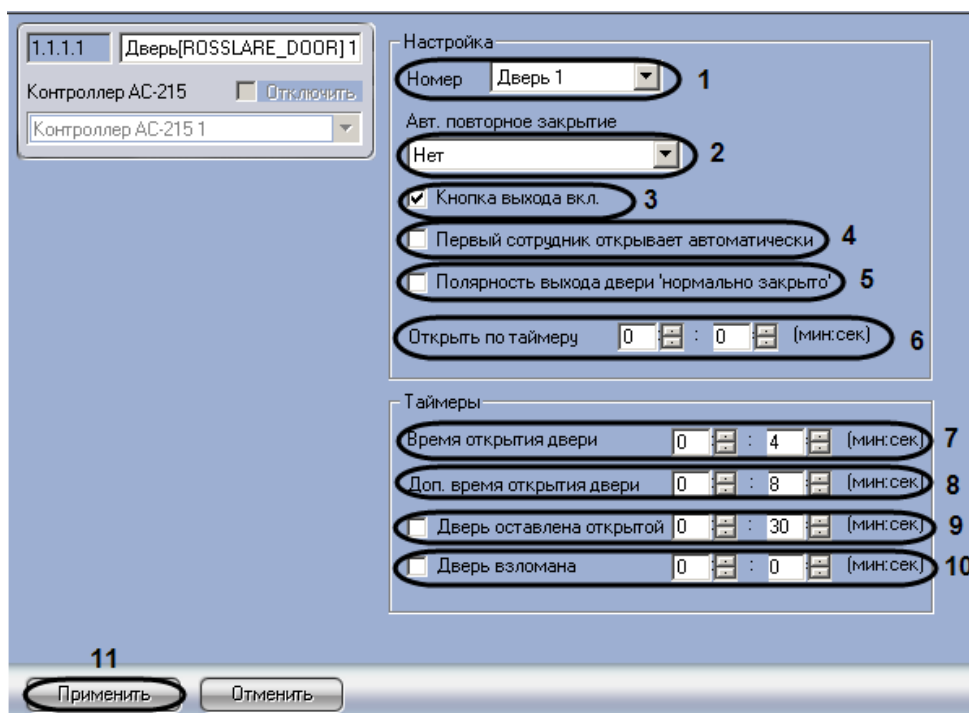 1.1.1.1 Дверь[ROSSLARE_DOOR] 1
Контроллер АС-215 Отключить
Контроллер АС-215 1
Настройка
Номер Дверь 1 1
Авт. повторное закрытие
Нет 2
Кнопка выхода вкл. 3
Первый сотрудник открывает автоматически 4
Полярность выхода двери 'нормально закрыто' 5
Открыть по таймеру 0 : 0 (мин:сек) 6
Таймеры
Время открытия двери 0 : 4 (мин:сек) 7
Доп. время открытия двери 0 : 8 (мин:сек) 8
Дверь оставлена открытой 0 : 30 (мин:сек) 9
Дверь взломана 0 : 0 (мин:сек) 10
11
Применить Отменить